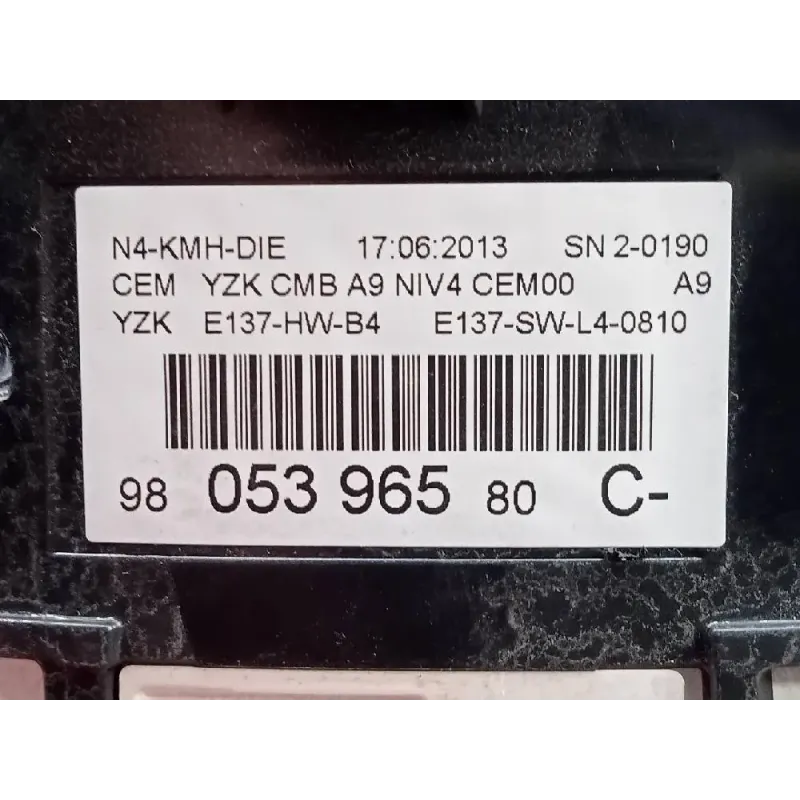 N4-KMH-DIE 17:06:2013 SN 2-0190
CEM YZK CMB A9 NIV4 CEM00 A9
YZK E137-HW-B4 E137-SW-L4-0810
98 053 965 80 C-